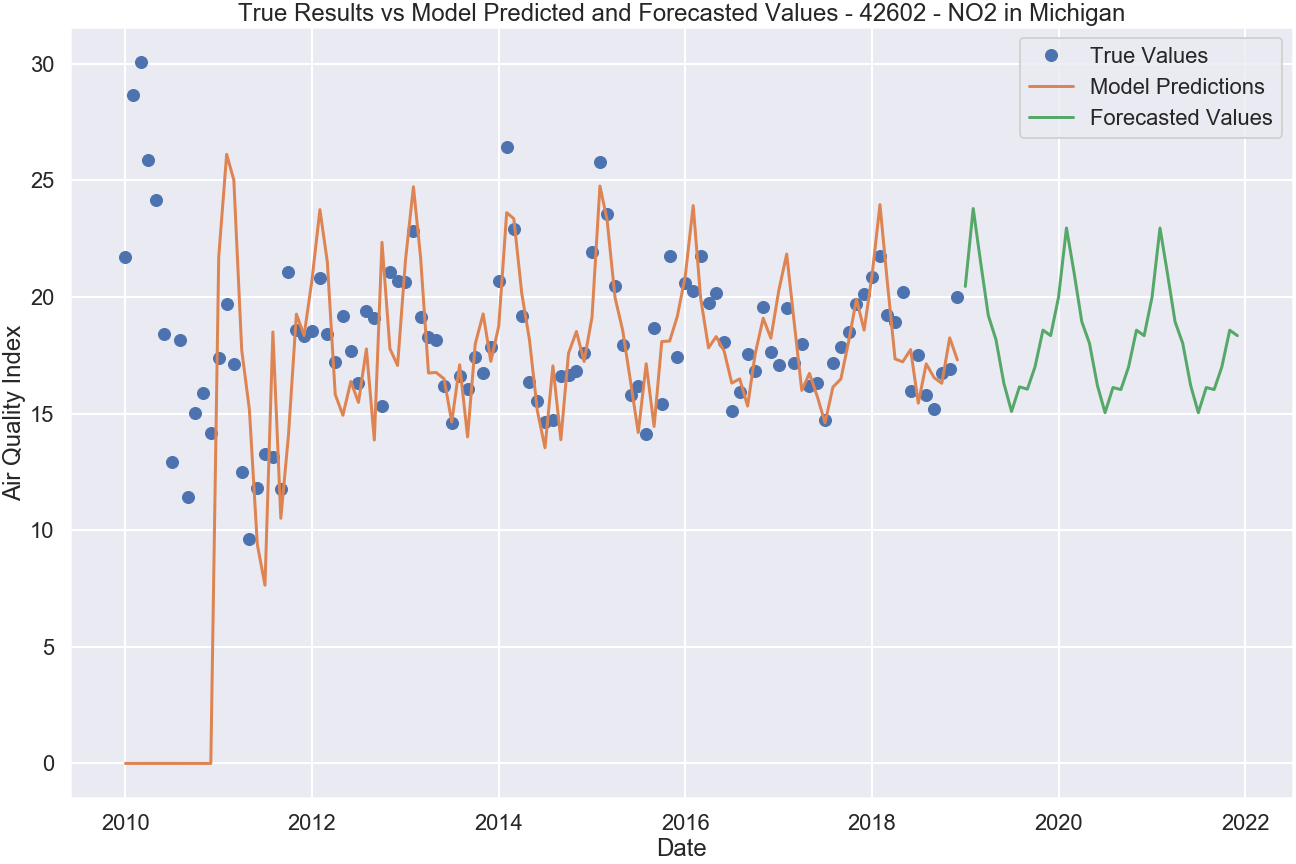 True Results vs Model Predicted and Forecasted Values - 42602 - NO2 in Michigan
True Values
Model Predictions
Forecasted Values
Air Quality Index
30
25
20
15
10
5
0
2010
2012
2014
2016
2018
2020
2022
Date